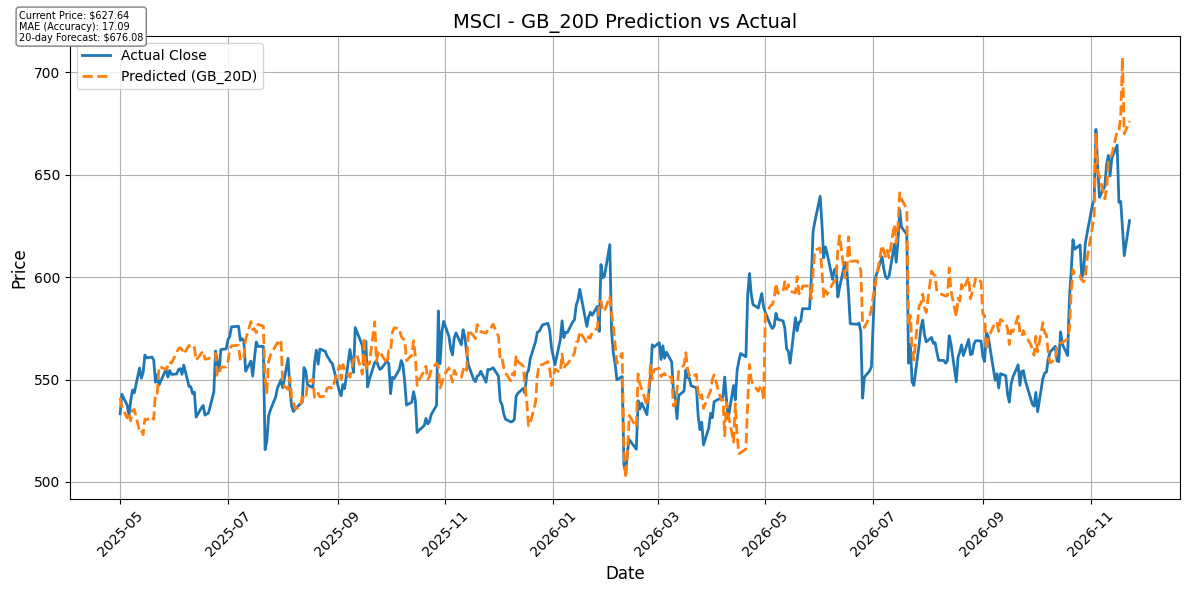 MSCI - GB_20D Prediction vs Actual
Current Price: $627.64
MAE (Accuracy): 17.09
20-day Forecast: $676.08
Actual Close
Predicted (GB_20D)
Price
700
650
600
550
500
2025-05
2025-07
2025-09
2025-11
2026-01
2026-03
2026-05
2026-07
2026-09
2026-11
Date